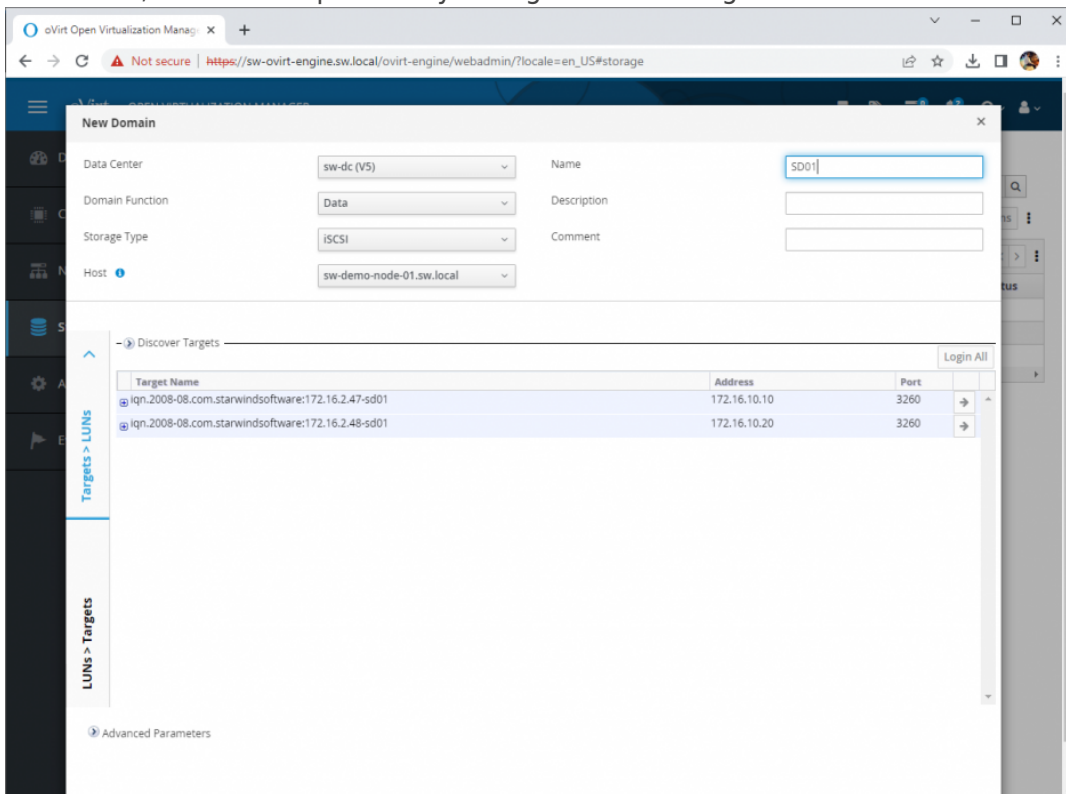 oVirt Open Virtualization Manag
Not secure | https://sw-ovirt-engine.sw.local/ovirt-engine/webadmin/?locale=en_US#storage
New Domain
Data Center
sw-dc (V5)
Name
SD01
Domain Function
Data
Description
Storage Type
iSCSI
Comment
Host
sw-demo-node-01.sw.local
tus
Discover Targets
Login All
Target Name Address Port
iqn.2008-08.com.starwindsoftware:172.16.2.47-sd01 172.16.10.10 3260
iqn.2008-08.com.starwindsoftware:172.16.2.48-sd01 172.16.10.20 3260
Targets > LUNs
LUNs > Targets
Advanced Parameters